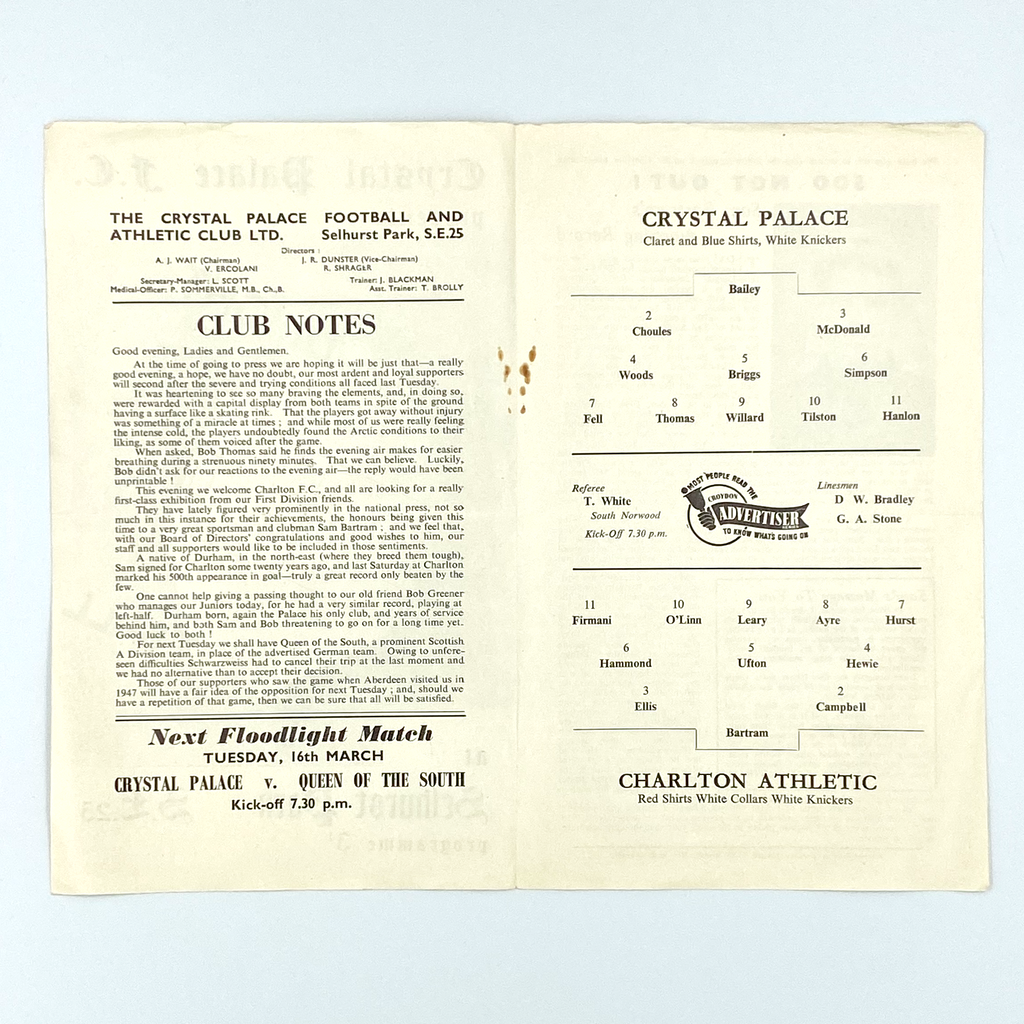 THE CRYSTAL PALACE FOOTBALL AND
ATHLETIC CLUB LTD. Selhurst Park, S.E.25
Directors :
A. J. WAIT (Chairman) J. R. DUNSTER (Vice-Chairman)
V. ERCOLANI R. SHRAGER
Secretary-Manager: L. SCOTT Trainer: J. BLACKMAN
Medical-Officer: P. SOMMERVILLE, M.B., Ch.,B. Asst. Trainer: T. BROLLY
CLUB NOTES
Good evening, Ladies and Gentlemen.
At the time of going to press we are hoping it will be just that—a really
good evening, a hope, we have no doubt, our most ardent and loyal supporters
will second after the severe and trying conditions all faced last Tuesday.
It was heartening to see so many braving the elements, and, in doing so,
were rewarded with a capital display from both teams in spite of the ground
having a surface like a skating rink. That the players got away without injury
was something of a miracle at times ; and while most of us were really feeling
the intense cold, the players undoubtedly found the Arctic conditions to their
liking, as some of them voiced after the game.
When asked, Bob Thomas said he finds the evening air makes for easier
breathing during a strenuous ninety minutes. That we can believe. Luckily,
Bob didn't ask for our reactions to the evening air—the reply would have been
unprintable !
This evening we welcome Charlton F.C., and all are looking for a really
first-class exhibition from our First Division friends.
They have lately figured very prominently in the national press, not so
much in this instance for their achievements, the honours being given this
time to a very great sportsman and clubman Sam Bartram ; and we feel that,
with our Board of Directors' congratulations and good wishes to him, our
staff and all supporters would like to be included in those sentiments.
A native of Durham, in the north-east (where they breed them tough),
Sam signed for Charlton some twenty years ago, and last Saturday at Charlton
marked his 500th appearance in goal—truly a great record only beaten by the
few.
One cannot help giving a passing thought to our old friend Bob Greener
who manages our Juniors today, for he had a very similar record, playing at
left-half. Durham born, again the Palace his only club, and years of service
behind him, and both Sam and Bob threatening to go on for a long time yet.
Good luck to both !
For next Tuesday we shall have Queen of the South, a prominent Scottish
A Division team, in place of the advertised German team. Owing to unfore-
seen difficulties Schwarzweiss had to cancel their trip at the last moment and
we had no alternative than to accept their decision.
Those of our supporters who saw the game when Aberdeen visited us in
1947 will have a fair idea of the opposition for next Tuesday ; and, should we
have a repetition of that game, then we can be sure that all will be satisfied.
Next Floodlight Match
TUESDAY, 16th MARCH
CRYSTAL PALACE v. QUEEN OF THE SOUTH
Kick-off 7.30 p.m.
CRYSTAL PALACE
Claret and Blue Shirts, White Knickers
Bailey
2 3
Choules McDonald
4 5 6
Woods Briggs Simpson
7 8 9 10 11
Fell Thomas Willard Tilston Hanlon
Referee
T. White
South Norwood
Kick-Off 7.30 p.m.
MOST PEOPLE READ THE
CROYDON
ADVERTISER
TO KNOW WHAT'S GOING ON
Linesmen
D W. Bradley
G. A. Stone
11 10 9 8 7
Firmani O'Linn Leary Ayre Hurst
6 5 4
Hammond Ufton Hewie
3 2
Ellis Campbell
Bartram
CHARLTON ATHLETIC
Red Shirts White Collars White Knickers